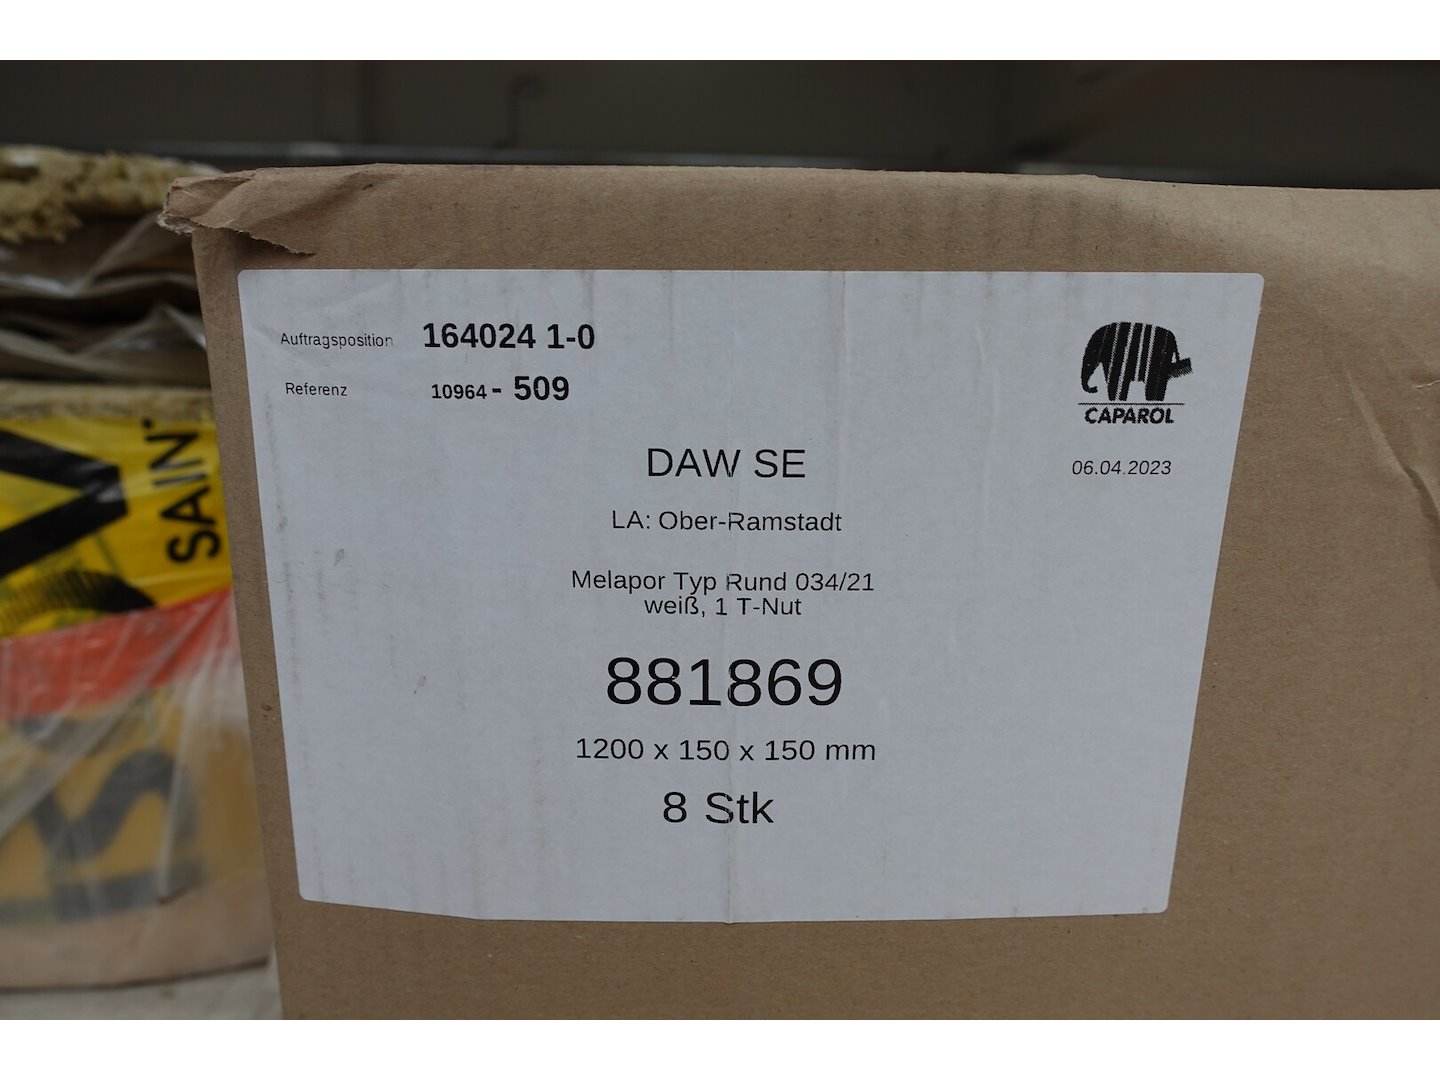 Auftragsposition 164024 1-0
Referenz 10964 - 509
CAPAROL
06.04.2023
DAW SE
LA: Ober-Ramstadt
Melapor Typ Rund 034/21
weiß, 1 T-Nut
881869
1200 x 150 x 150 mm
8 Stk
SAIN